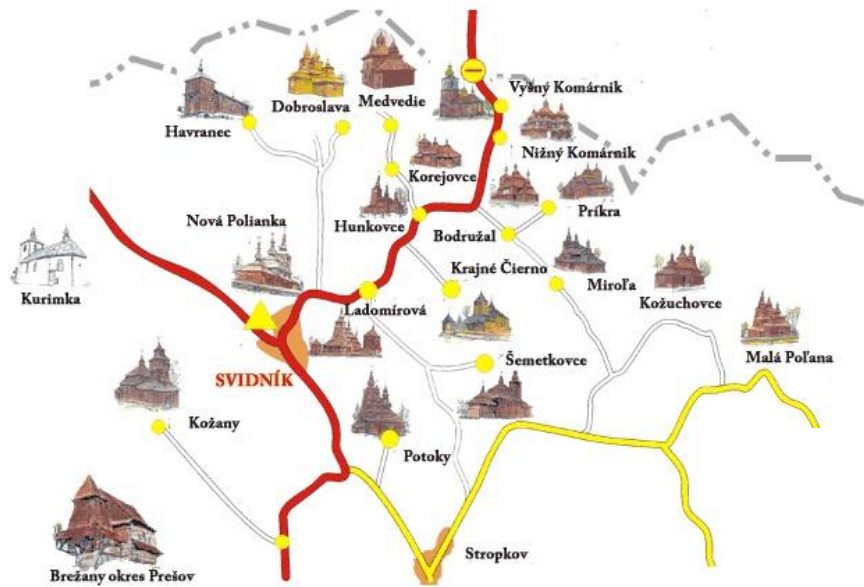 Vyšný Komárnik
Dobroslava
Medvedie
Havranec
Nižný Komárnik
Korejovce
Nová Polianka
Hunkovce
Príkra
Bodružal
Krajné Čierno
Kurimka
Miroľa
Kožuchovce
Ladomírová
Malá Poľana
Šemetkovce
SVIDNÍK
Kožany
Potoky
Stropkov
Brežany okres Prešov